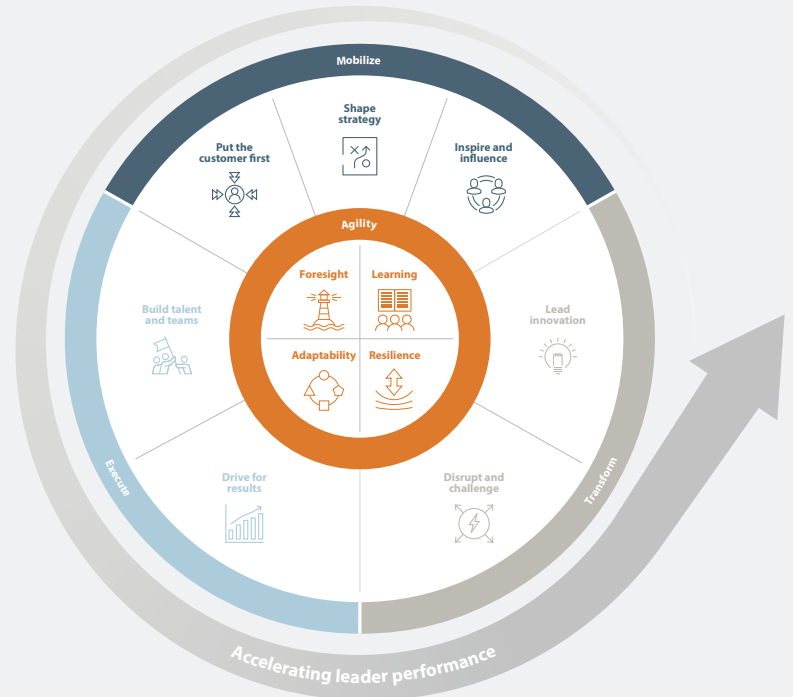 Mobilize
Shape
strategy
Put the
customer first
Inspire and
influence
Agility
Foresight
Learning
Adaptability
Resilience
Build talent
and teams
Lead
innovation
Drive for
results
Disrupt and
challenge
Execute
Transform
Accelerating leader performance